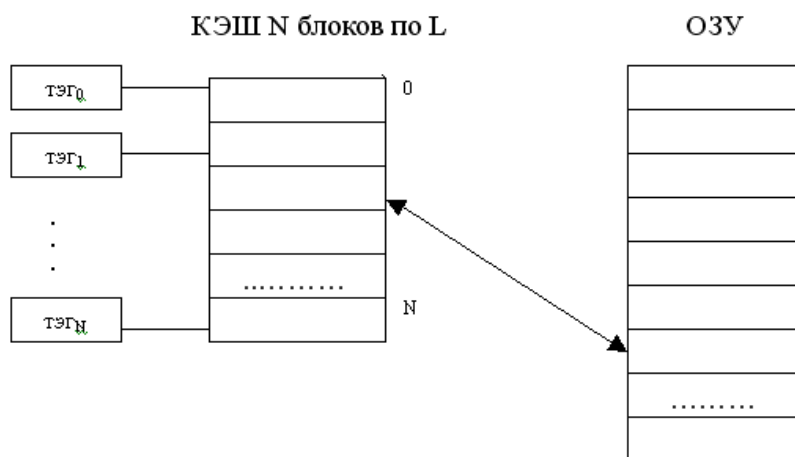 КЭШ N блоков по L
ОЗУ
тэг0
0
тэг1
.
.
.
...........
тэгN
N
.........